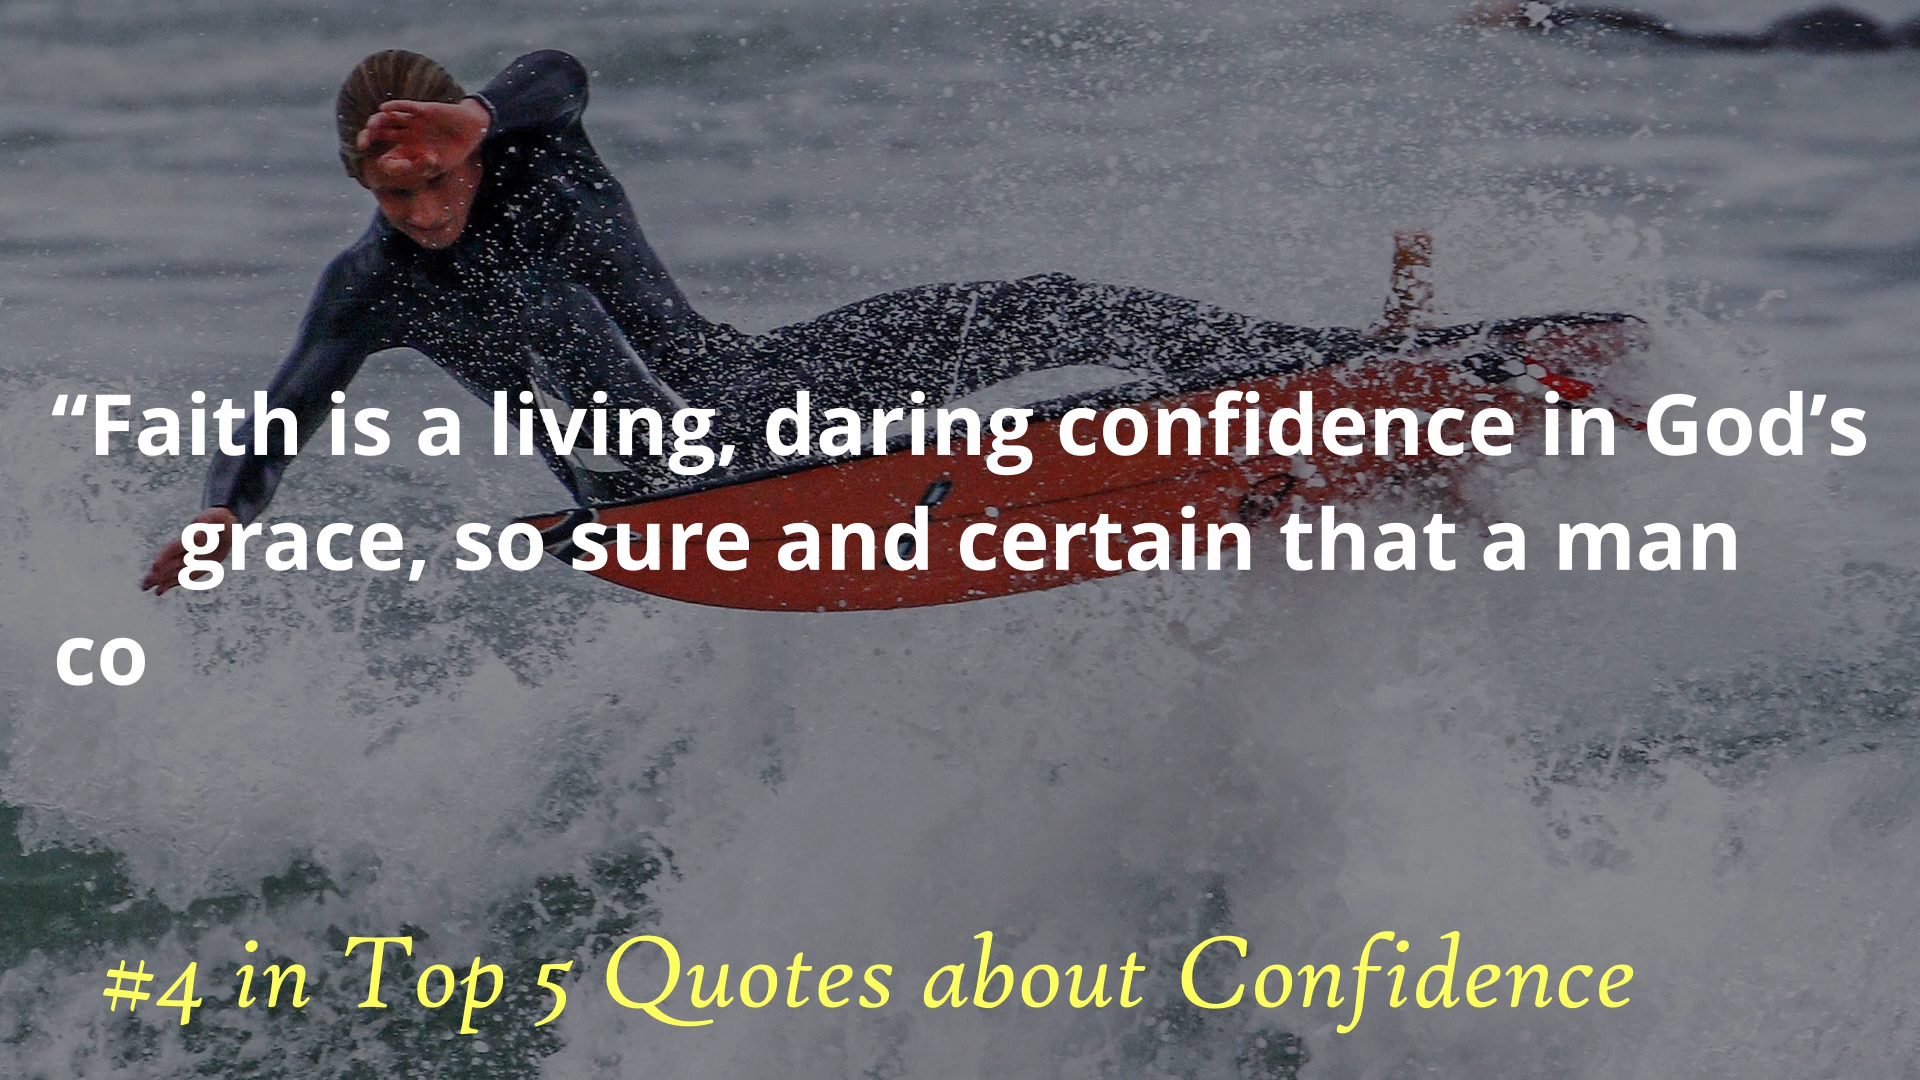 “Faith is a living, daring confidence in God’s
grace, so sure and certain that a man
co
#4 in Top 5 Quotes about Confidence